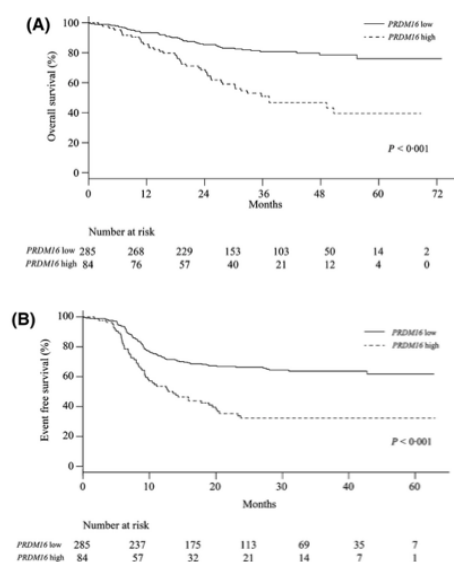 (A)
100
80
60
40
20
0
Overall survival (%)
PRDM16 low
PRDM16 high
P < 0·001
0 12 24 36 48 60 72
Months
Number at risk
PRDM16 low 285 268 229 153 103 50 14 2
PRDM16 high 84 76 57 40 21 12 4 0
(B)
100
80
60
40
20
0
Event free survival (%)
PRDM16 low
PRDM16 high
P < 0·001
0 10 20 30 40 50 60
Months
Number at risk
PRDM16 low 285 237 175 113 69 35 7
PRDM16 high 84 57 32 21 14 7 1